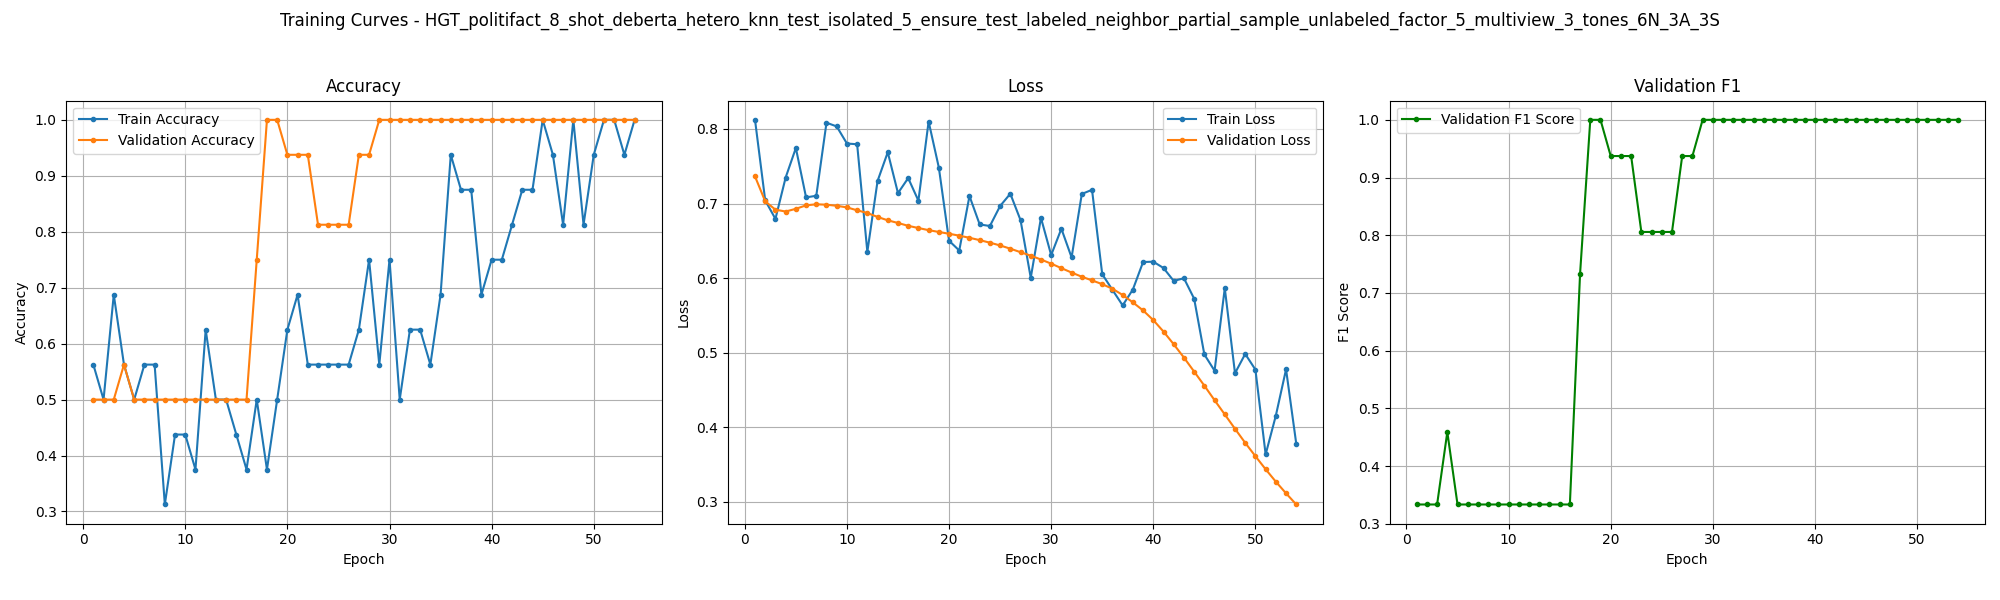 Training Curves - HGT_politifact_8_shot_deberta_hetero_knn_test_isolated_5_ensure_test_labeled_neighbor_partial_sample_unlabeled_factor_5_multiview_3_tones_6N_3A_3S
Accuracy
Train Accuracy
Validation Accuracy
1.0
0.9
0.8
0.7
0.6
0.5
0.4
0.3
Accuracy
0 10 20 30 40 50
Epoch
Loss
Train Loss
Validation Loss
0.8
0.7
0.6
0.5
0.4
0.3
Loss
0 10 20 30 40 50
Epoch
Validation F1
Validation F1 Score
1.0
0.9
0.8
0.7
0.6
0.5
0.4
0.3
F1 Score
0 10 20 30 40 50
Epoch